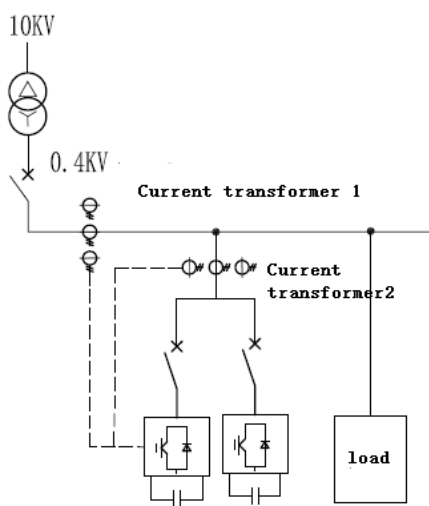 10KV
0.4KV
Current transformer 1
Current
transformer2
load